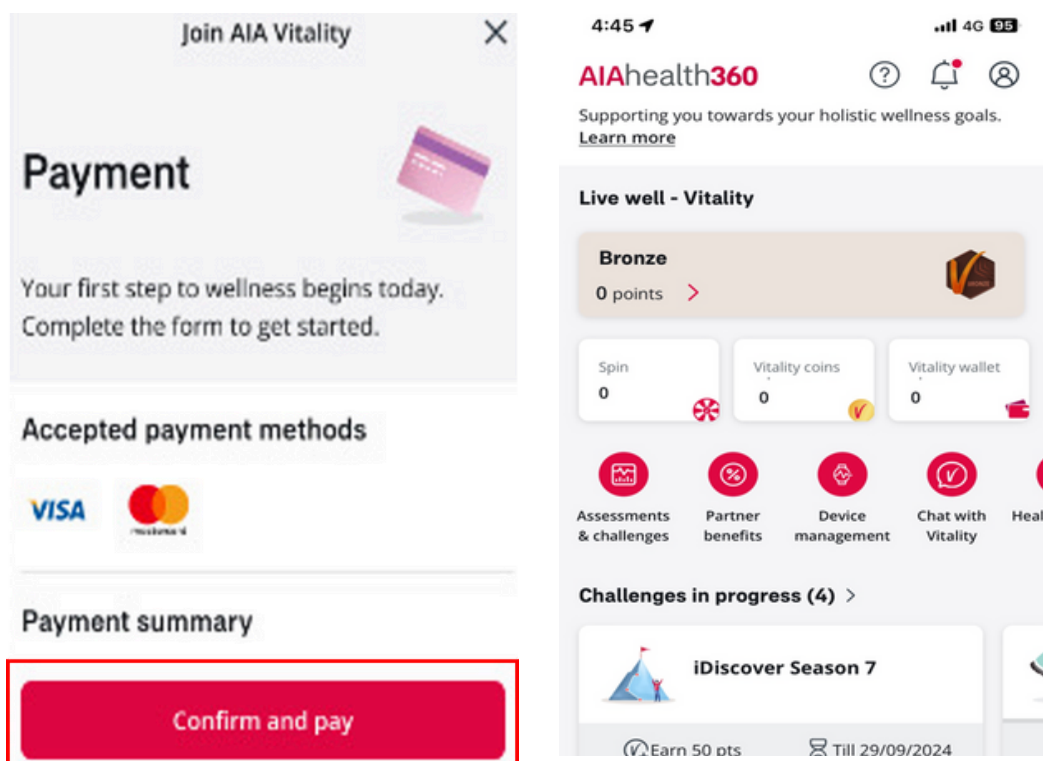 Join AIA Vitality
Payment
Your first step to wellness begins today.
Complete the form to get started.
Accepted payment methods
VISA
mastercard
Payment summary
Confirm and pay
4:45
4G 95
AIAhealth360
Supporting you towards your holistic wellness goals.
Learn more
Live well - Vitality
Bronze
0 points
BRONZE
Spin
0
Vitality coins
0
Vitality wallet
0
Assessments
& challenges
Partner
benefits
Device
management
Chat with
Vitality
Heal
Challenges in progress (4)
iDiscover Season 7
Earn 50 pts
Till 29/09/2024